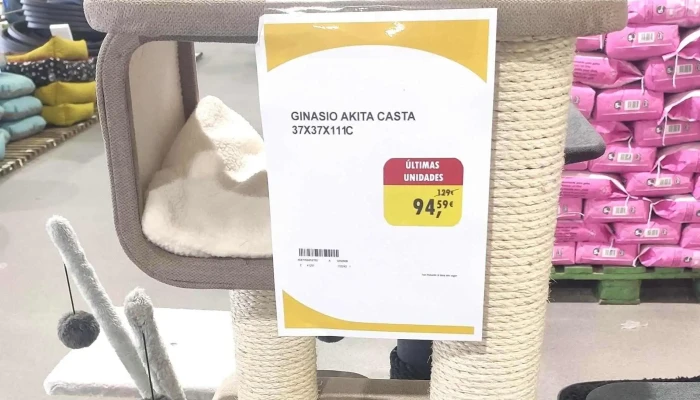 GINASIO AKITA CASTA
37X37X111C
ÚLTIMAS
UNIDADES
129€
94,59€